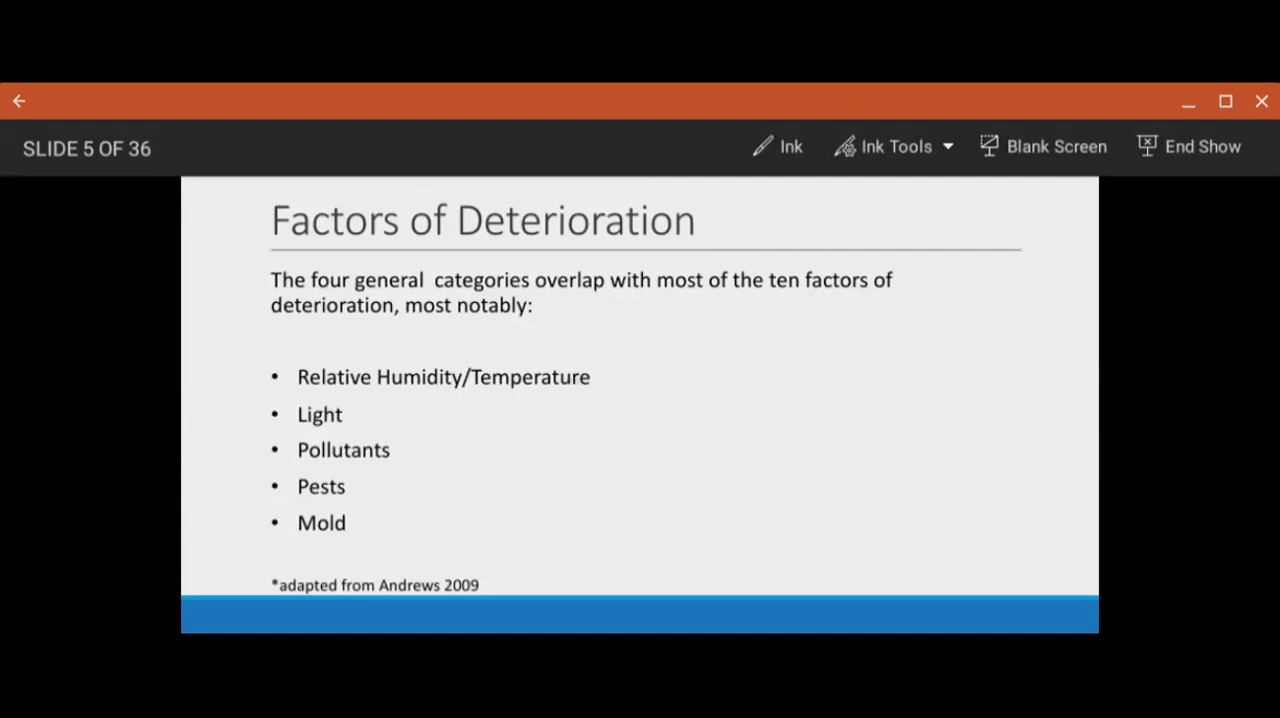 SLIDE 5 OF 36
Ink
Ink Tools
Blank Screen
End Show
Factors of Deterioration
The four general categories overlap with most of the ten factors of
deterioration, most notably:
• Relative Humidity/Temperature
• Light
• Pollutants
• Pests
• Mold
*adapted from Andrews 2009